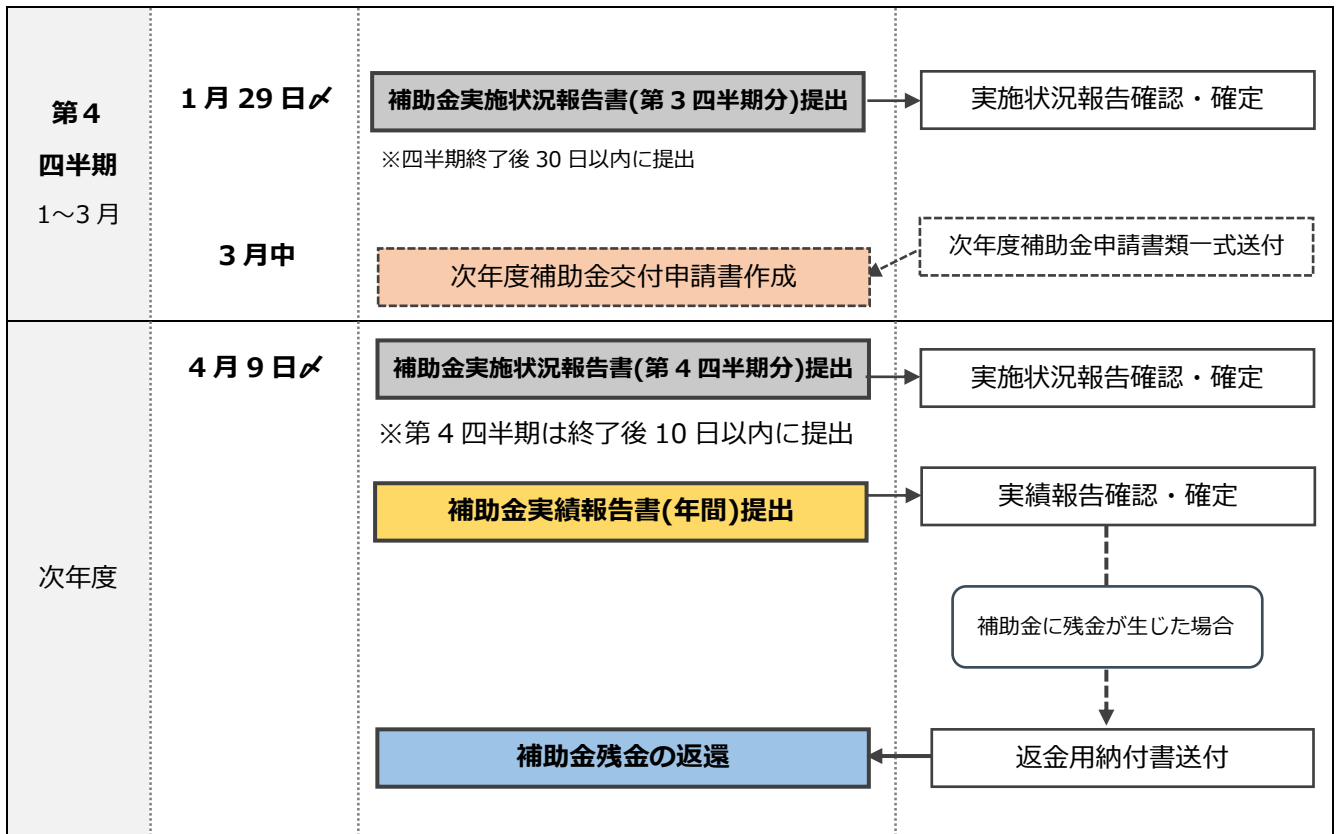 第４
四半期
1～3 月
1 月 29 日〆
補助金実施状況報告書(第 3 四半期分)提出
実施状況報告確認・確定
※四半期終了後 30 日以内に提出
3 月中
次年度補助金交付申請書作成
次年度補助金申請書類一式送付
次年度
4 月 9 日〆
補助金実施状況報告書(第 4 四半期分)提出
実施状況報告確認・確定
※第 4 四半期は終了後 10 日以内に提出
補助金実績報告書(年間)提出
実績報告確認・確定
補助金に残金が生じた場合
補助金残金の返還
返金用納付書送付